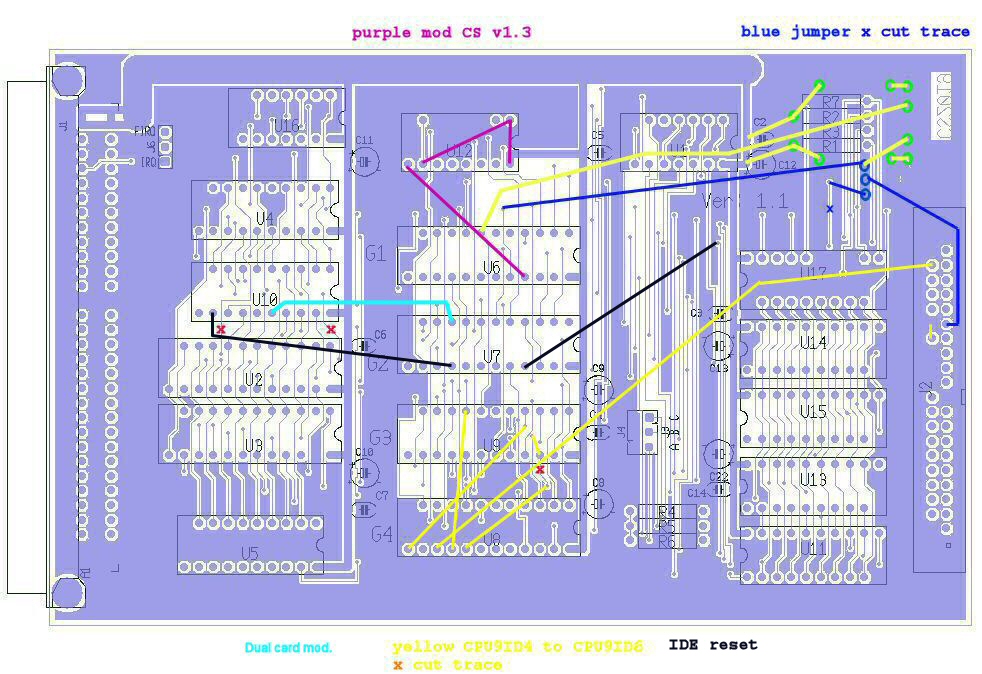 purple mod CS v1.3
blue jumper x cut trace
R7
R2
R3
R1
C2
C5
C11
U16
U12
U1
C12
J1
FIRQ
J6
IRQ
Ver: 1.1
U4
G1
U6
U17
U10
C6
C3
G2
U7
U14
C13
U2
C9
J2
U15
G3
U9
J4
J3
A B C
U3
C10
U13
C22
C7
C8
C14
G4
U8
R4
R5
R6
U5
U11
A1
Dual card mod.
yellow CPU9ID4 to CPU9ID6
IDE reset
x cut trace